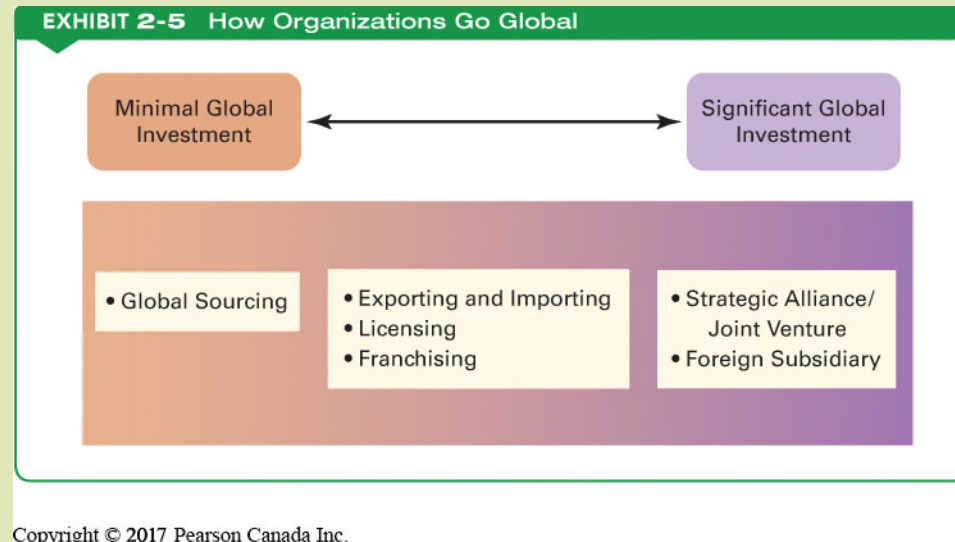 EXHIBIT 2-5 How Organizations Go Global
Minimal Global
Investment
Significant Global
Investment
• Global Sourcing
• Exporting and Importing
• Licensing
• Franchising
• Strategic Alliance/
Joint Venture
• Foreign Subsidiary
Copyright © 2017 Pearson Canada Inc.